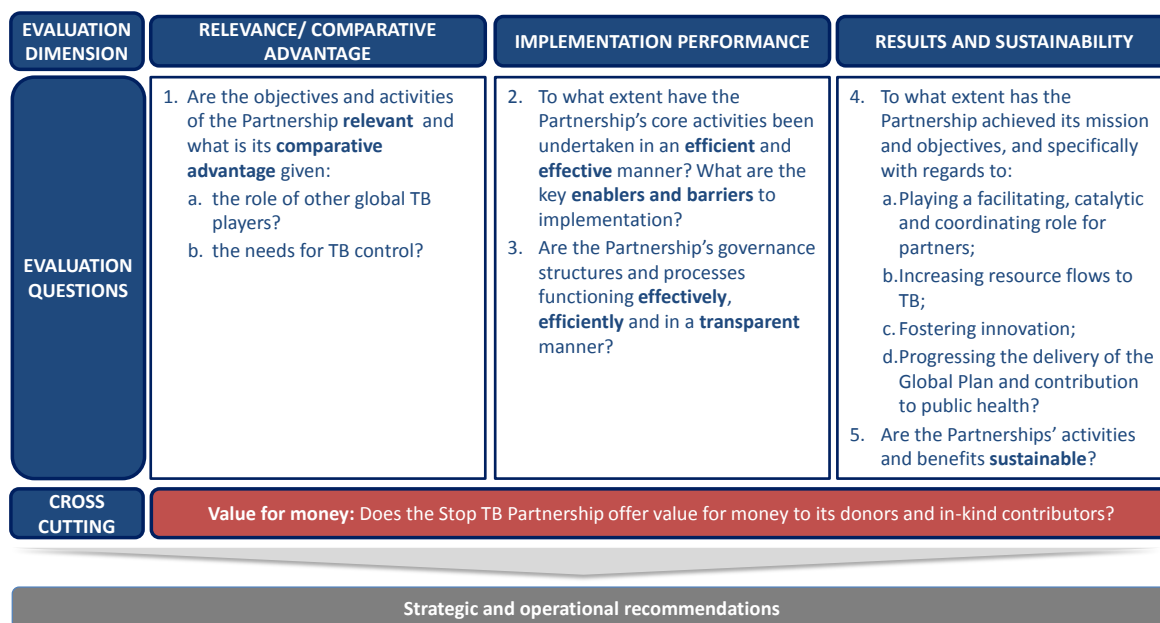 EVALUATION
DIMENSION
RELEVANCE/ COMPARATIVE
ADVANTAGE
IMPLEMENTATION PERFORMANCE
RESULTS AND SUSTAINABILITY
EVALUATION
QUESTIONS
1. Are the objectives and activities
of the Partnership relevant and
what is its comparative
advantage given:
a. the role of other global TB
players?
b. the needs for TB control?
2. To what extent have the
Partnership's core activities been
undertaken in an efficient and
effective manner? What are the
key enablers and barriers to
implementation?
3. Are the Partnership's governance
structures and processes
functioning effectively,
efficiently and in a transparent
manner?
4. To what extent has the
Partnership achieved its mission
and objectives, and specifically
with regards to:
a. Playing a facilitating, catalytic
and coordinating role for
partners;
b. Increasing resource flows to
TB;
c. Fostering innovation;
d. Progressing the delivery of the
Global Plan and contribution
to public health?
5. Are the Partnerships' activities
and benefits sustainable?
CROSS
CUTTING
Value for money: Does the Stop TB Partnership offer value for money to its donors and in-kind contributors?
Strategic and operational recommendations